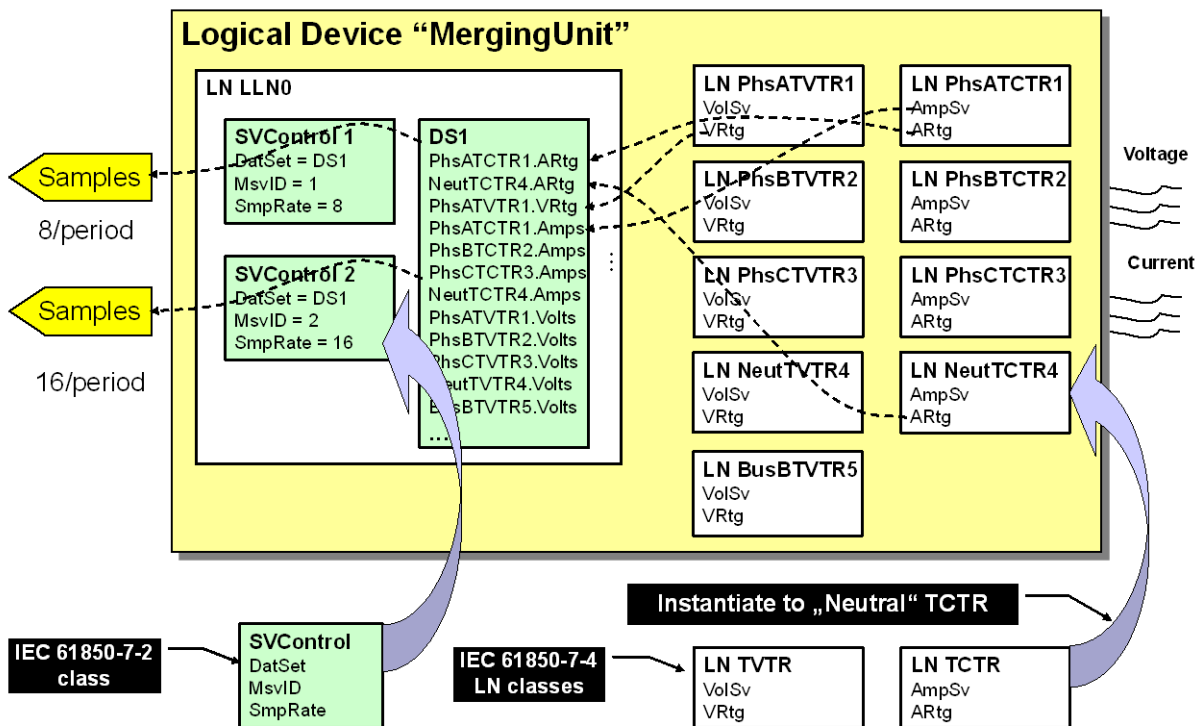 Logical Device “MergingUnit”
LN LLN0
SVControl 1
DatSet = DS1
MsvID = 1
SmpRate = 8
SVControl 2
DatSet = DS1
MsvID = 2
SmpRate = 16
DS1
PhsATCTR1.ARtg
NeutTCTR4.ARtg
PhsATVTR1.VRtg
PhsATCTR1.Amps
PhsBTCTR2.Amps
PhsCTCTR3.Amps
NeutTCTR4.Amps
PhsATVTR1.Volts
PhsBTVTR2.Volts
PhsCTVTR3.Volts
NeutTVTR4.Volts
BusBTVTR5.Volts
....
Samples
8/period
Samples
16/period
LN PhsATVTR1
VolSv
VRtg
LN PhsATCTR1
AmpSv
ARtg
LN PhsBTVTR2
VolSv
VRtg
LN PhsBTCTR2
AmpSv
ARtg
LN PhsCTVTR3
VolSv
VRtg
LN PhsCTCTR3
AmpSv
ARtg
LN NeutTVTR4
VolSv
VRtg
LN NeutTCTR4
AmpSv
ARtg
LN BusBTVTR5
VolSv
VRtg
Voltage
Current
Instantiate to „Neutral“ TCTR
IEC 61850-7-2
class
SVControl
DatSet
MsvID
SmpRate
IEC 61850-7-4
LN classes
LN TVTR
VolSv
VRtg
LN TCTR
AmpSv
ARtg